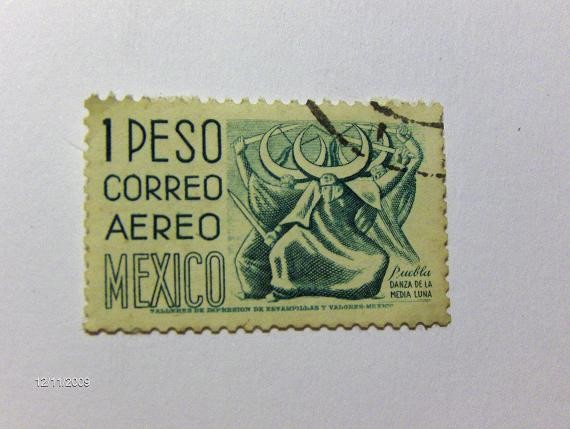 1 PESO
CORREO
AEREO
MEXICO
Puebla
DANZA DE LA
MEDIA LUNA
TALLERES DE IMPRESION DE ESTAMPILLAS Y VALORES-MEXICO
12/11/2009